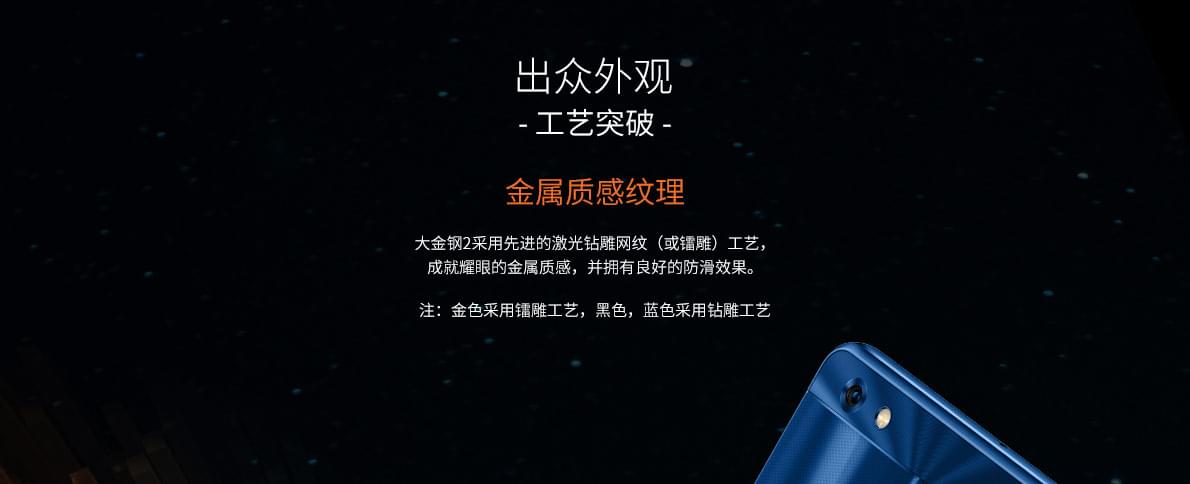 出众外观
- 工艺突破 -
金属质感纹理
大金钢2采用先进的激光钻雕网纹（或镭雕）工艺，
成就耀眼的金属质感，并拥有良好的防滑效果。
注：金色采用镭雕工艺，黑色，蓝色采用钻雕工艺